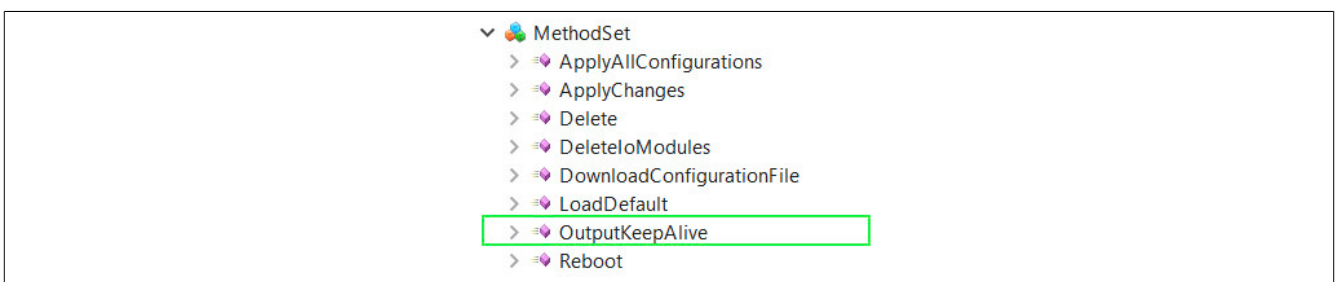 MethodSet
ApplyAllConfigurations
ApplyChanges
Delete
DeleteIoModules
DownloadConfigurationFile
LoadDefault
OutputKeepAlive
Reboot